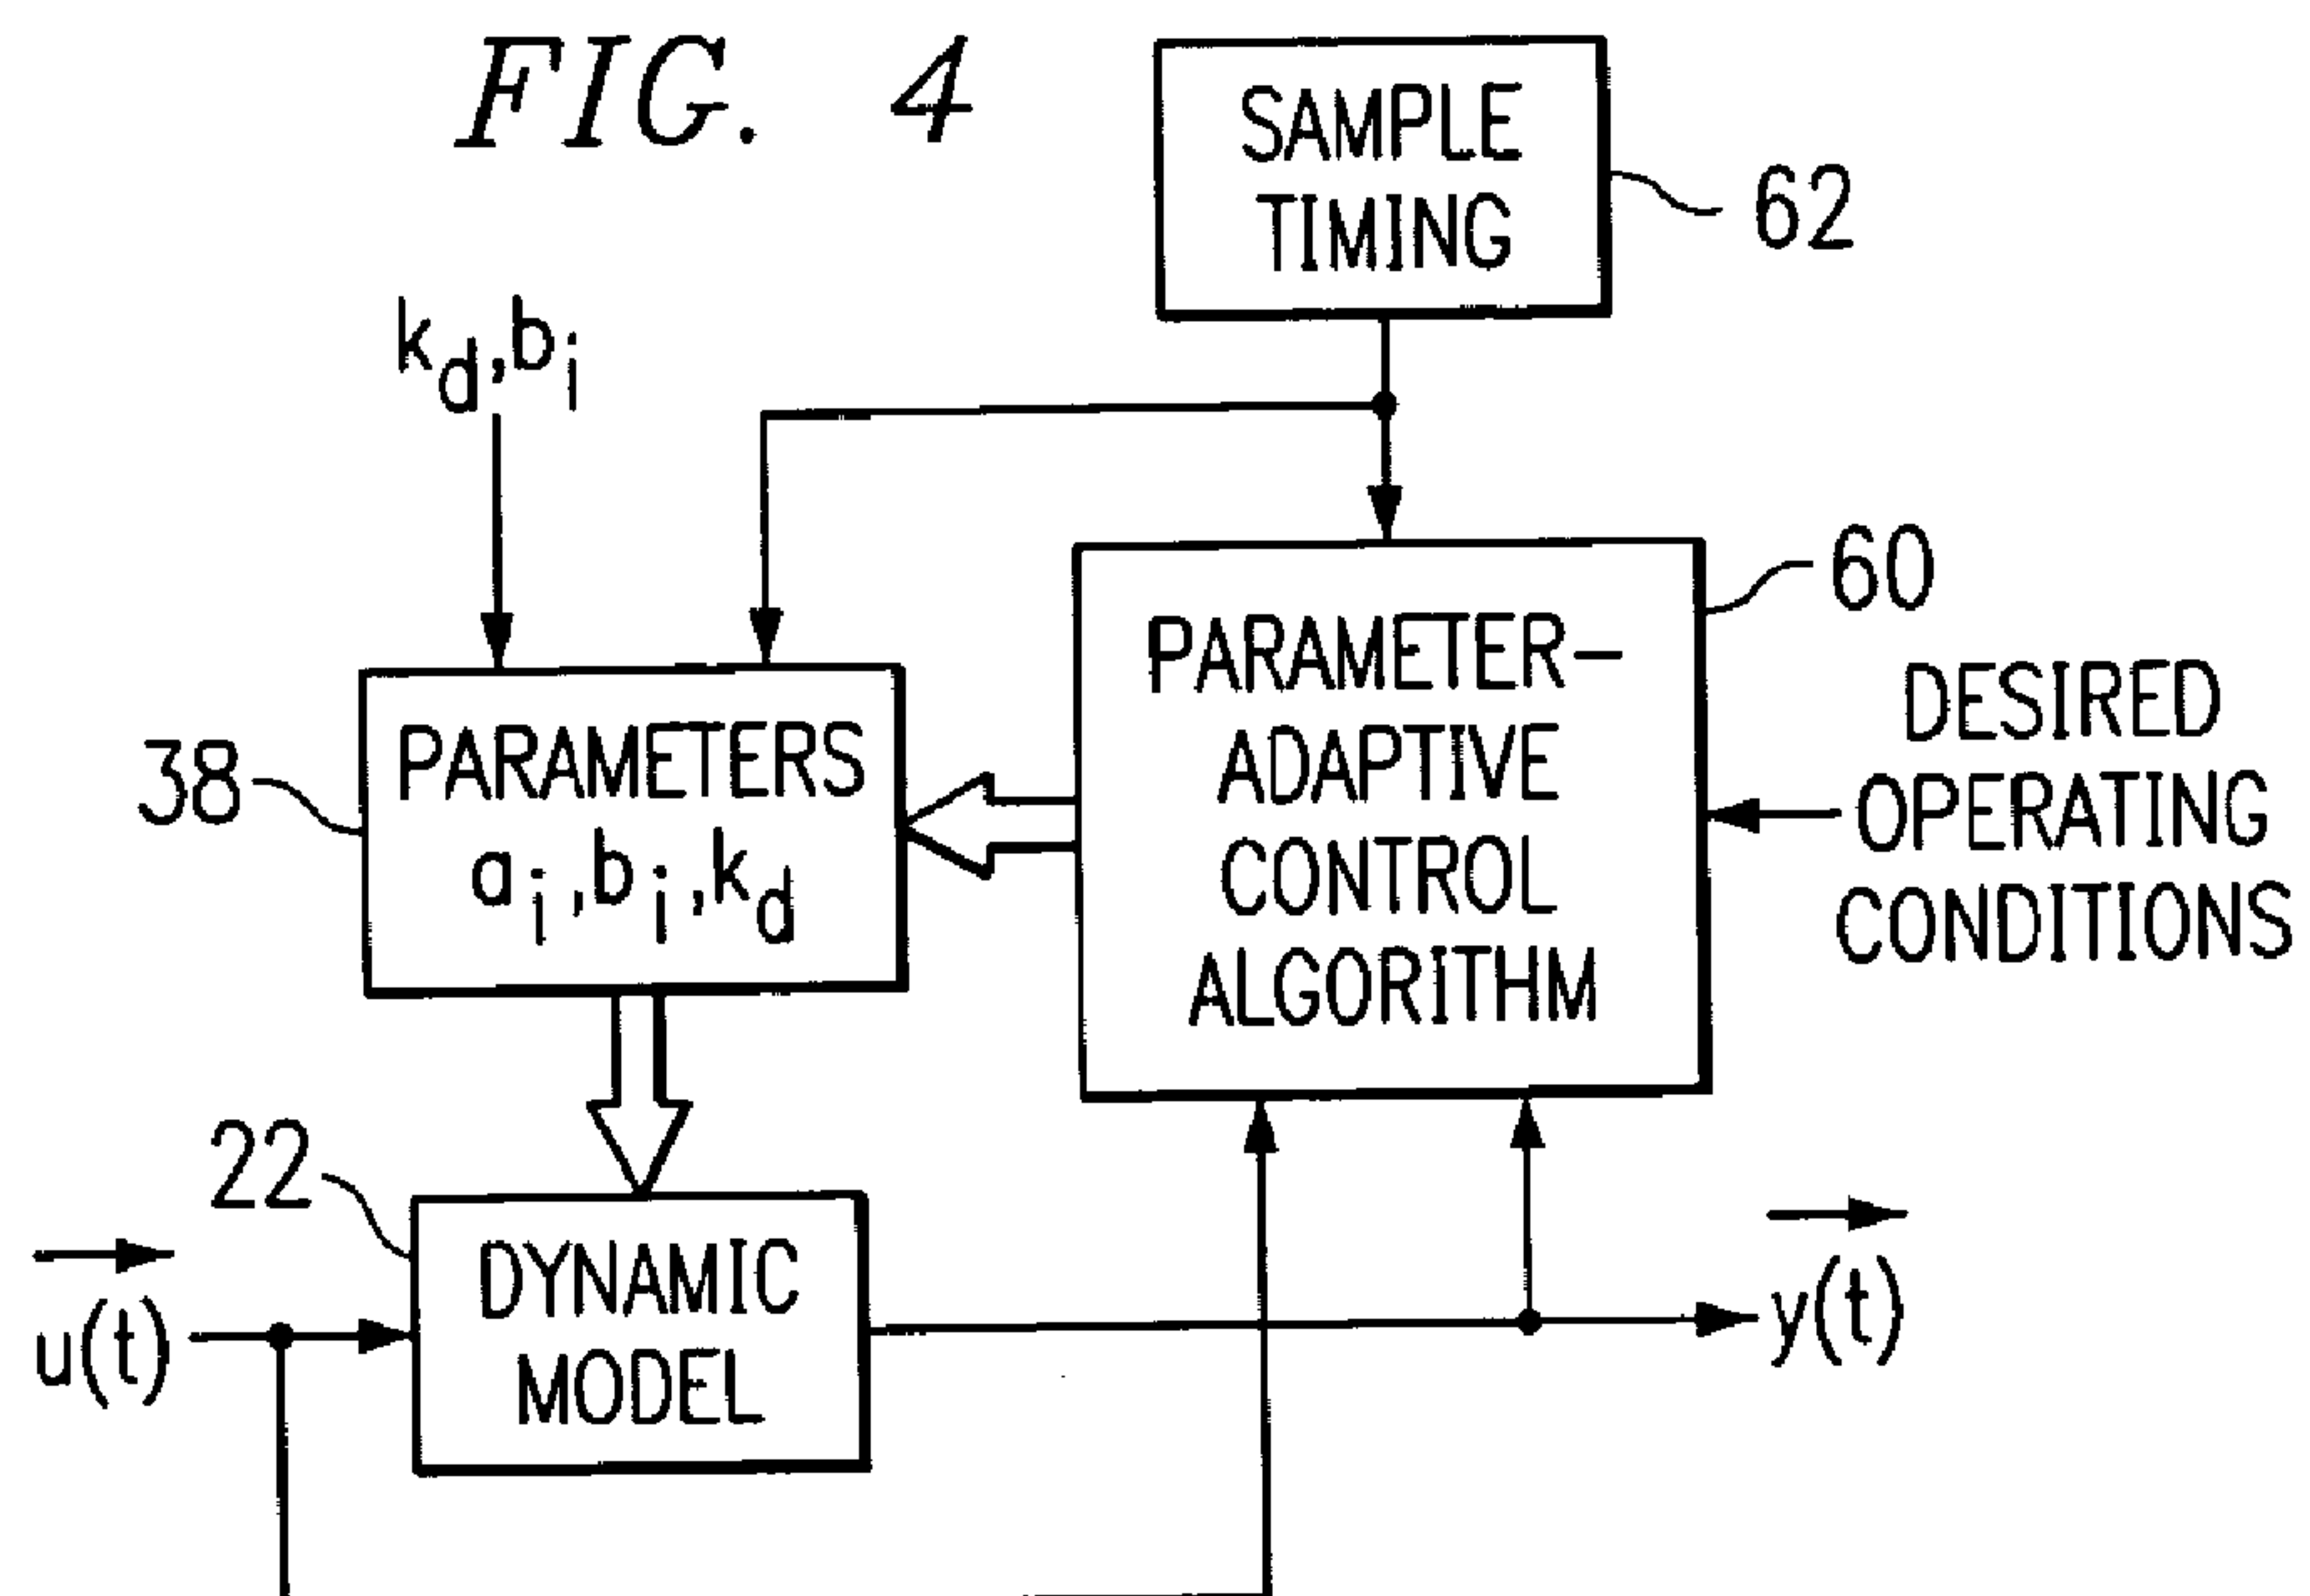 FIG. 4
SAMPLE
TIMING
62
kd,bi
60
PARAMETER-
ADAPTIVE
CONTROL
ALGORITHM
DESIRED
OPERATING
CONDITIONS
38
PARAMETERS
ai,bi,kd
22
DYNAMIC
MODEL
u(t)
y(t)